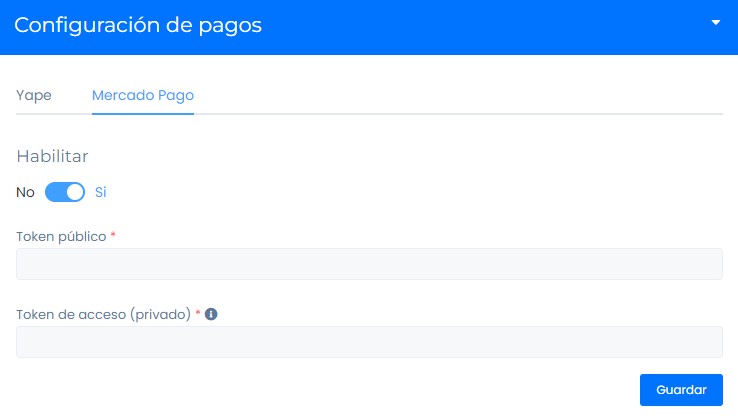 Configuración de pagos
Yape Mercado Pago
Habilitar
No Si
Token público *
Token de acceso (privado) *
Guardar